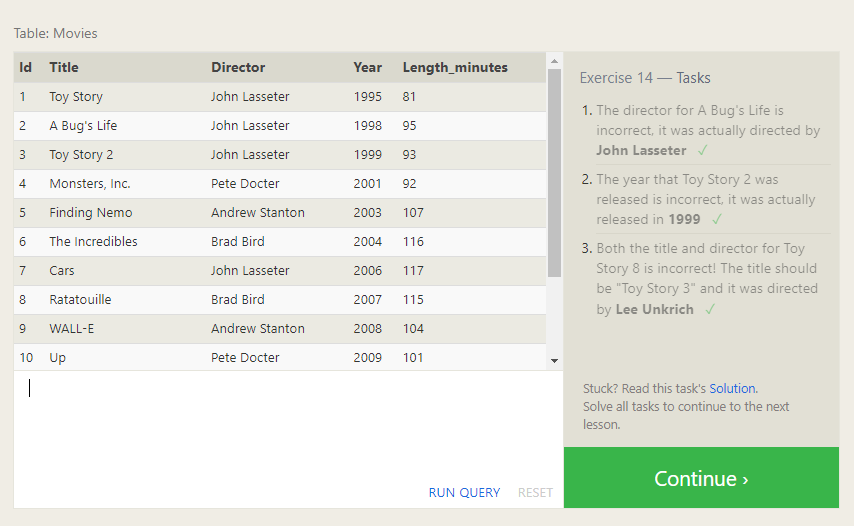 Table: Movies
Id Title Director Year Length_minutes
1 Toy Story John Lasseter 1995 81
2 A Bug's Life John Lasseter 1998 95
3 Toy Story 2 John Lasseter 1999 93
4 Monsters, Inc. Pete Docter 2001 92
5 Finding Nemo Andrew Stanton 2003 107
6 The Incredibles Brad Bird 2004 116
7 Cars John Lasseter 2006 117
8 Ratatouille Brad Bird 2007 115
9 WALL-E Andrew Stanton 2008 104
10 Up Pete Docter 2009 101
RUN QUERY RESET
Exercise 14 — Tasks
1. The director for A Bug's Life is
incorrect, it was actually directed by
John Lasseter ✓
2. The year that Toy Story 2 was
released is incorrect, it was actually
released in 1999 ✓
3. Both the title and director for Toy
Story 8 is incorrect! The title should
be "Toy Story 3" and it was directed
by Lee Unkrich ✓
Stuck? Read this task's Solution.
Solve all tasks to continue to the next
lesson.
Continue ›